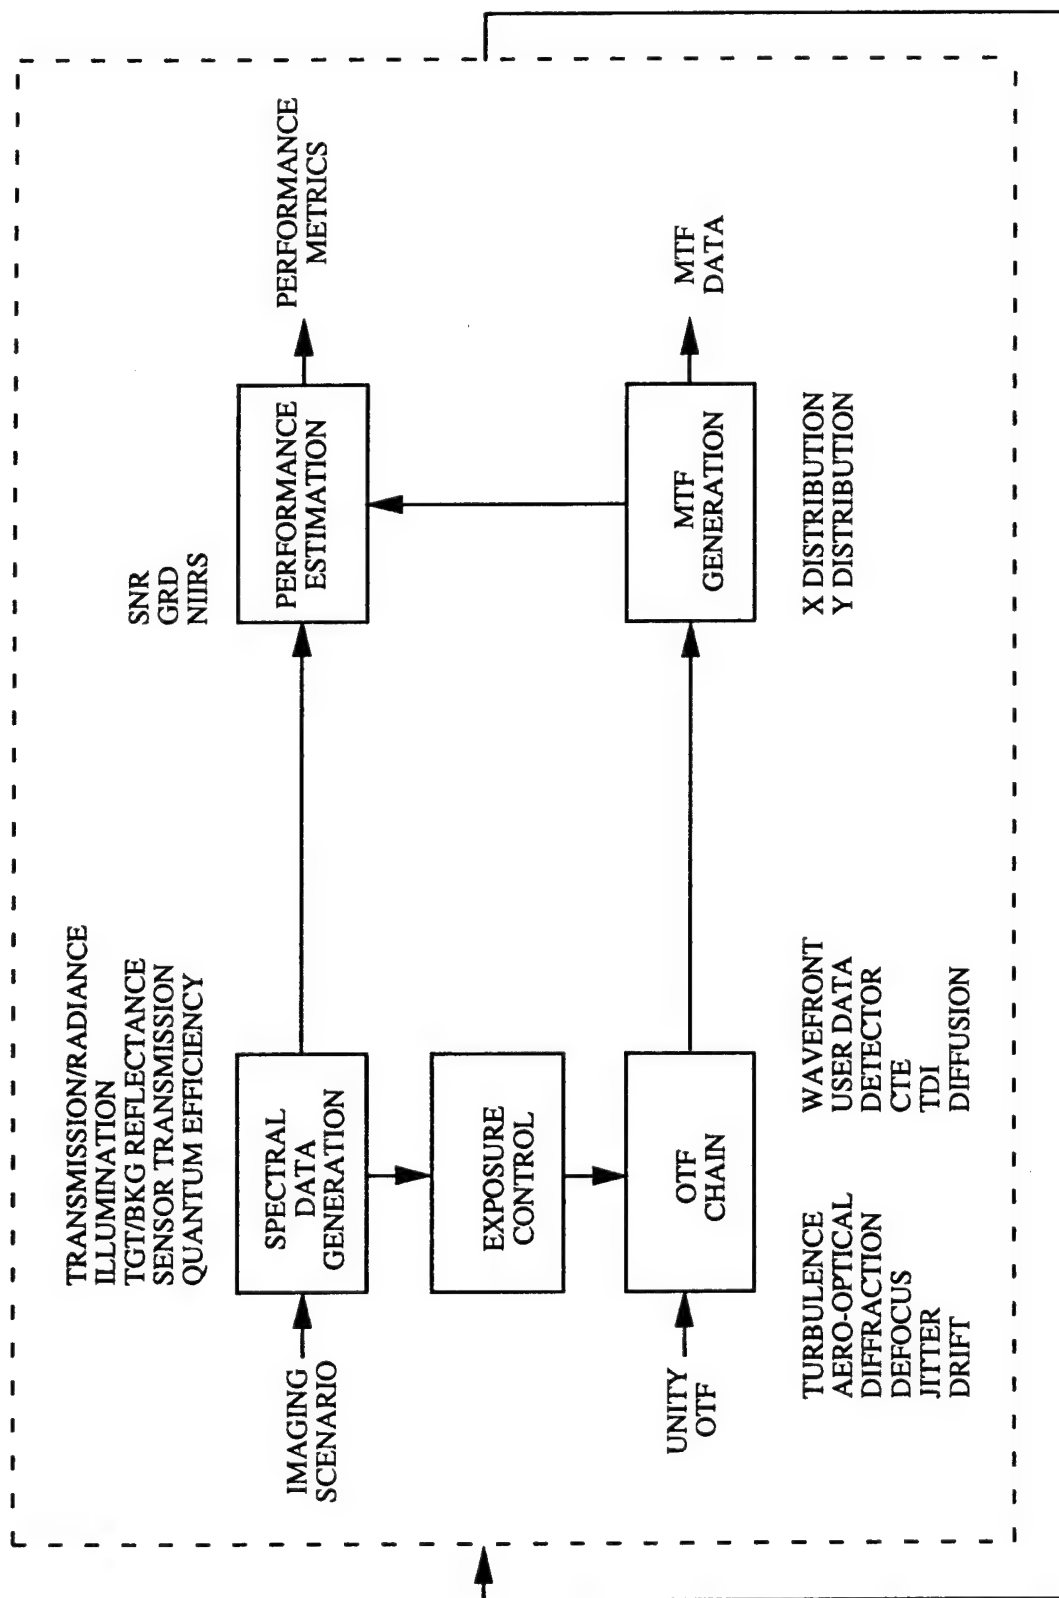 TRANSMISSION/RADIANCE
ILLUMINATION
TGT/BKG REFLECTANCE
SENSOR TRANSMISSION
QUANTUM EFFICIENCY
SNR
GRD
NIIRS
IMAGING
SCENARIO
SPECTRAL
DATA
GENERATION
PERFORMANCE
ESTIMATION
PERFORMANCE
METRICS
EXPOSURE
CONTROL
UNITY
OTF
OTF
CHAIN
MTF
GENERATION
MTF
DATA
TURBULENCE
AERO-OPTICAL
DIFFRACTION
DEFOCUS
JITTER
DRIFT
WAVEFRONT
USER DATA
DETECTOR
CTE
TDI
DIFFUSION
X DISTRIBUTION
Y DISTRIBUTION